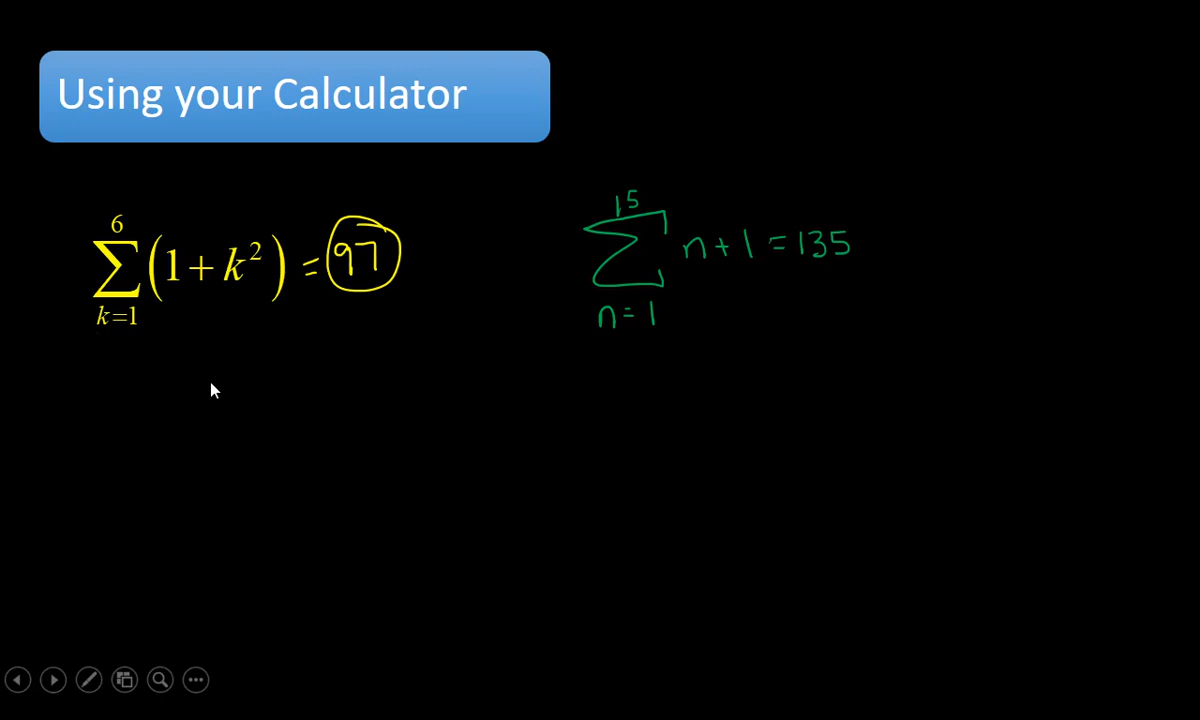 Using your Calculator
6
∑ (1 + k²) = 97
k=1
15
∑ n + 1 = 135
n = 1